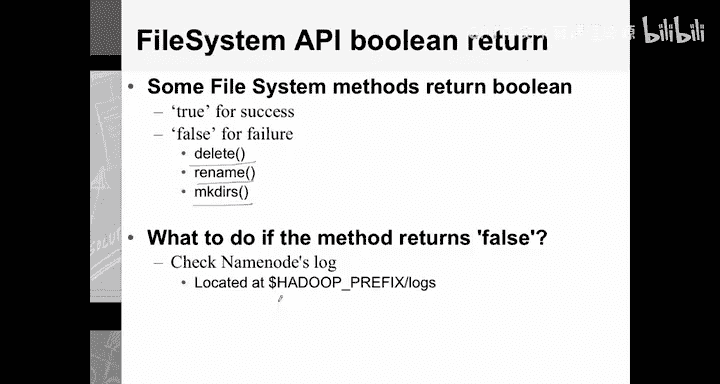 FileSystem API boolean return
bilibili
• Some File System methods return boolean
– ‘true’ for success
– ‘false’ for failure
• delete()
• rename()
• mkdirs()
• What to do if the method returns 'false'?
– Check Namenode's log
• Located at $HADOOP_PREFIX/logs